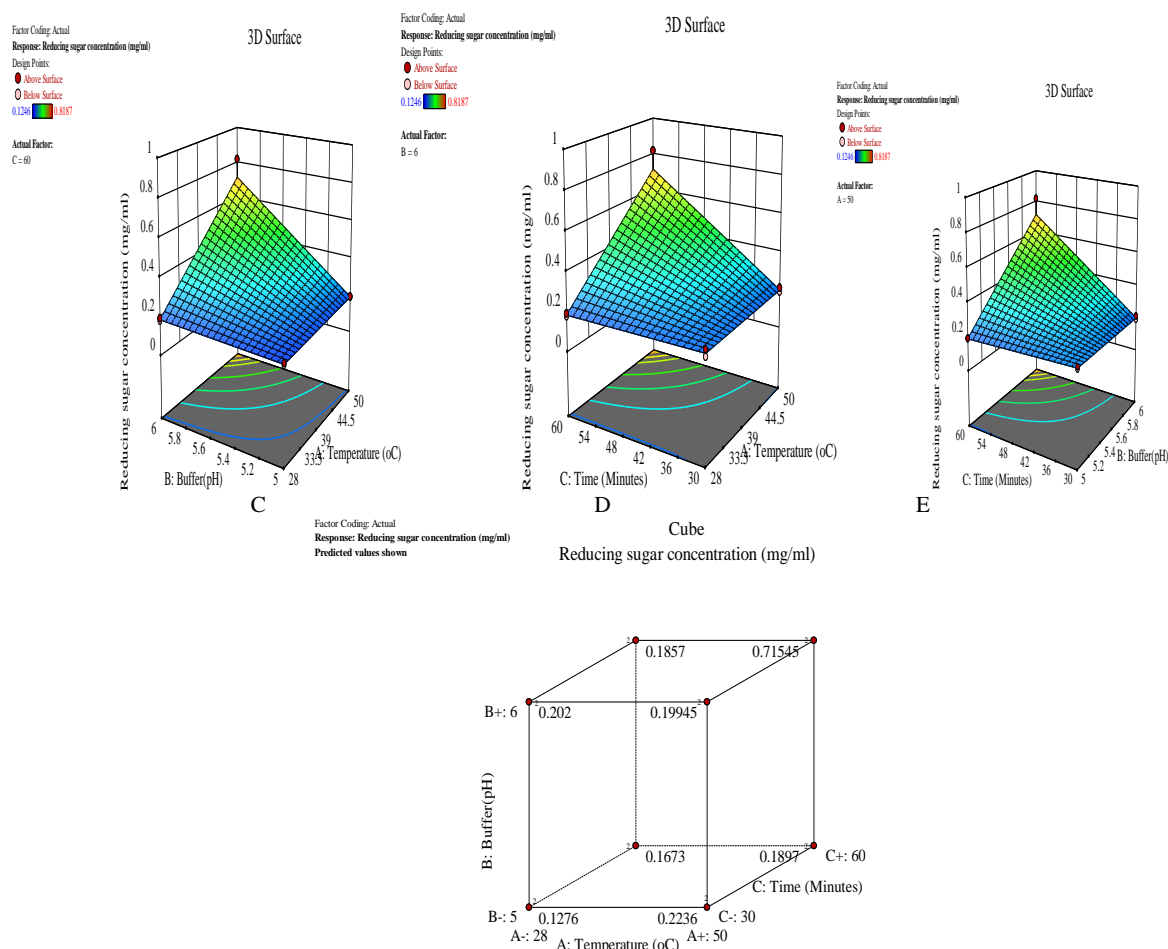 Factor Coding: Actual
Response: Reducing sugar concentration (mg/ml)
Design Points:
Above Surface
Below Surface
0.1246 0.8187
Actual Factor:
C = 60
3D Surface
1
0.8
0.6
0.4
0.2
0
Reducing sugar concentration (mg/ml)
6
5.8
5.6
5.4
5.2
5
B: Buffer(pH)
28
33.5
39
44.5
50
A: Temperature (oC)
C
Factor Coding: Actual
Response: Reducing sugar concentration (mg/ml)
Design Points:
Above Surface
Below Surface
0.1246 0.8187
Actual Factor:
B = 6
3D Surface
1
0.8
0.6
0.4
0.2
0
Reducing sugar concentration (mg/ml)
60
54
48
42
36
30
C: Time (Minutes)
28
33.5
39
44.5
50
A: Temperature (oC)
D
Factor Coding: Actual
Response: Reducing sugar concentration (mg/ml)
Design Points:
Above Surface
Below Surface
0.1246 0.8187
Actual Factor:
A = 50
3D Surface
1
0.8
0.6
0.4
0.2
0
Reducing sugar concentration (mg/ml)
60
54
48
42
36
30
C: Time (Minutes)
5
5.2
5.4
5.6
5.8
6
B: Buffer(pH)
E
Factor Coding: Actual
Response: Reducing sugar concentration (mg/ml)
Predicted values shown
Cube
Reducing sugar concentration (mg/ml)
2 2
0.1857 0.71545
2 2
B+: 6 0.202 0.19945
B: Buffer(pH)
2 2
0.1673 0.1897 C+: 60
C: Time (Minutes)
2 2
B-: 5 0.1276 0.2236 C-: 30
A-: 28 A+: 50
A: Temperature (oC)